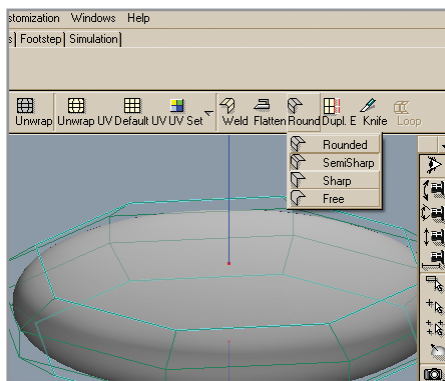 stomization Windows Help
s Footstep Simulation
Unwrap Unwrap UV Default UV UV Set Weld Flatten Round Dupl. E Knife Loop
Rounded
SemiSharp
Sharp
Free